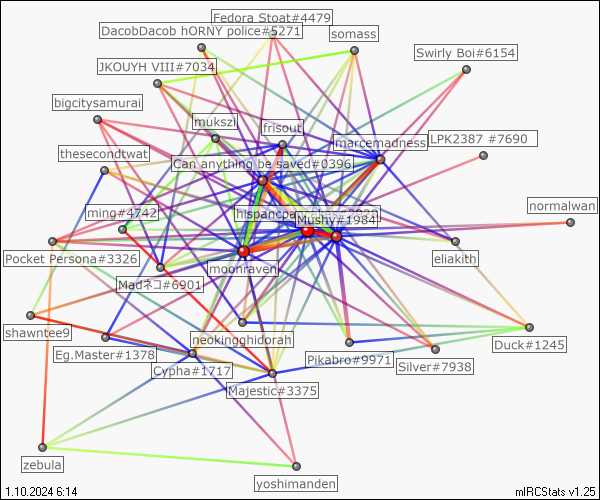 Fedora Stoat#4479
DacobDacob hORNY police#5271
somass
Swirly Boi#6154
JKOUYH VIII#7034
bigcitysamurai
mukszi
frisout
marcemadness
LPK2387 #7690
thesecondtwat
Can anything be saved#0396
normalwan
ming#4742
Mushy#1984
Pocket Persona#3326
eliakith
moonraven
Madネコ#6901
shawntee9
neokingghidorah
Duck#1245
Eg.Master#1378
Pikabro#9971
Silver#7938
Cypha#1717
Majestic#3375
zebula
yoshimanden
1.10.2024 6:14
mIRCStats v1.25